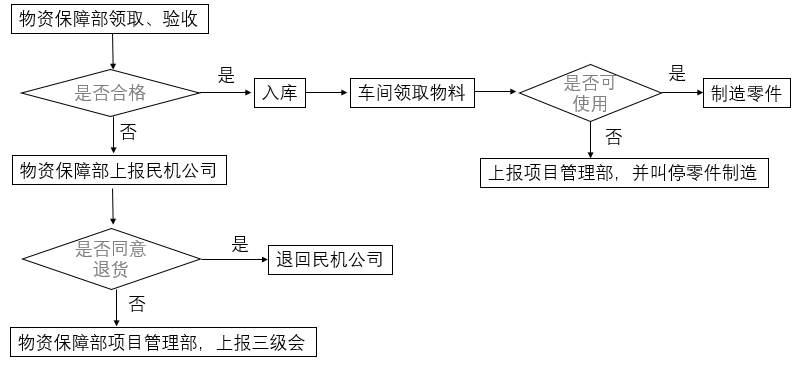 物资保障部领取、验收
是否合格
是
入库
车间领取物料
是否可
使用
是
制造零件
否
否
物资保障部上报民机公司
上报项目管理部，并叫停零件制造
是否同意
退货
是
退回民机公司
否
物资保障部项目管理部，上报三级会